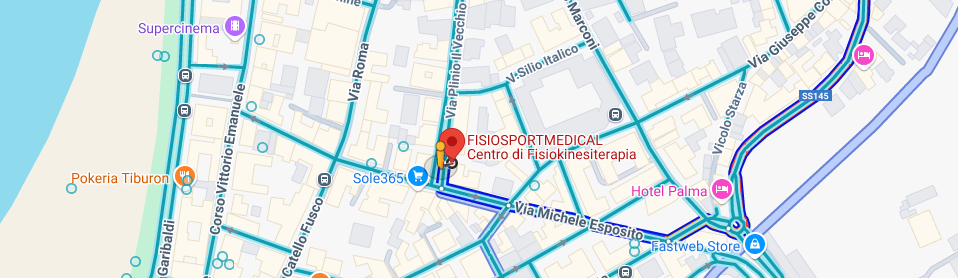 Supercinema
Via Roma
Via Plinio Il Vecchio
Marconi
V. Silio Italico
Via Giuseppe Co
SS145
Vicolo Starza
FISIOSPORTMEDICAL
Centro di Fisiokinesiterapia
Corso Vittorio Emanuele
Pokeria Tiburon
Sole365
Hotel Palma
Garibaldi
Catello Fusco
Via Michele Esposito
Fastweb Store